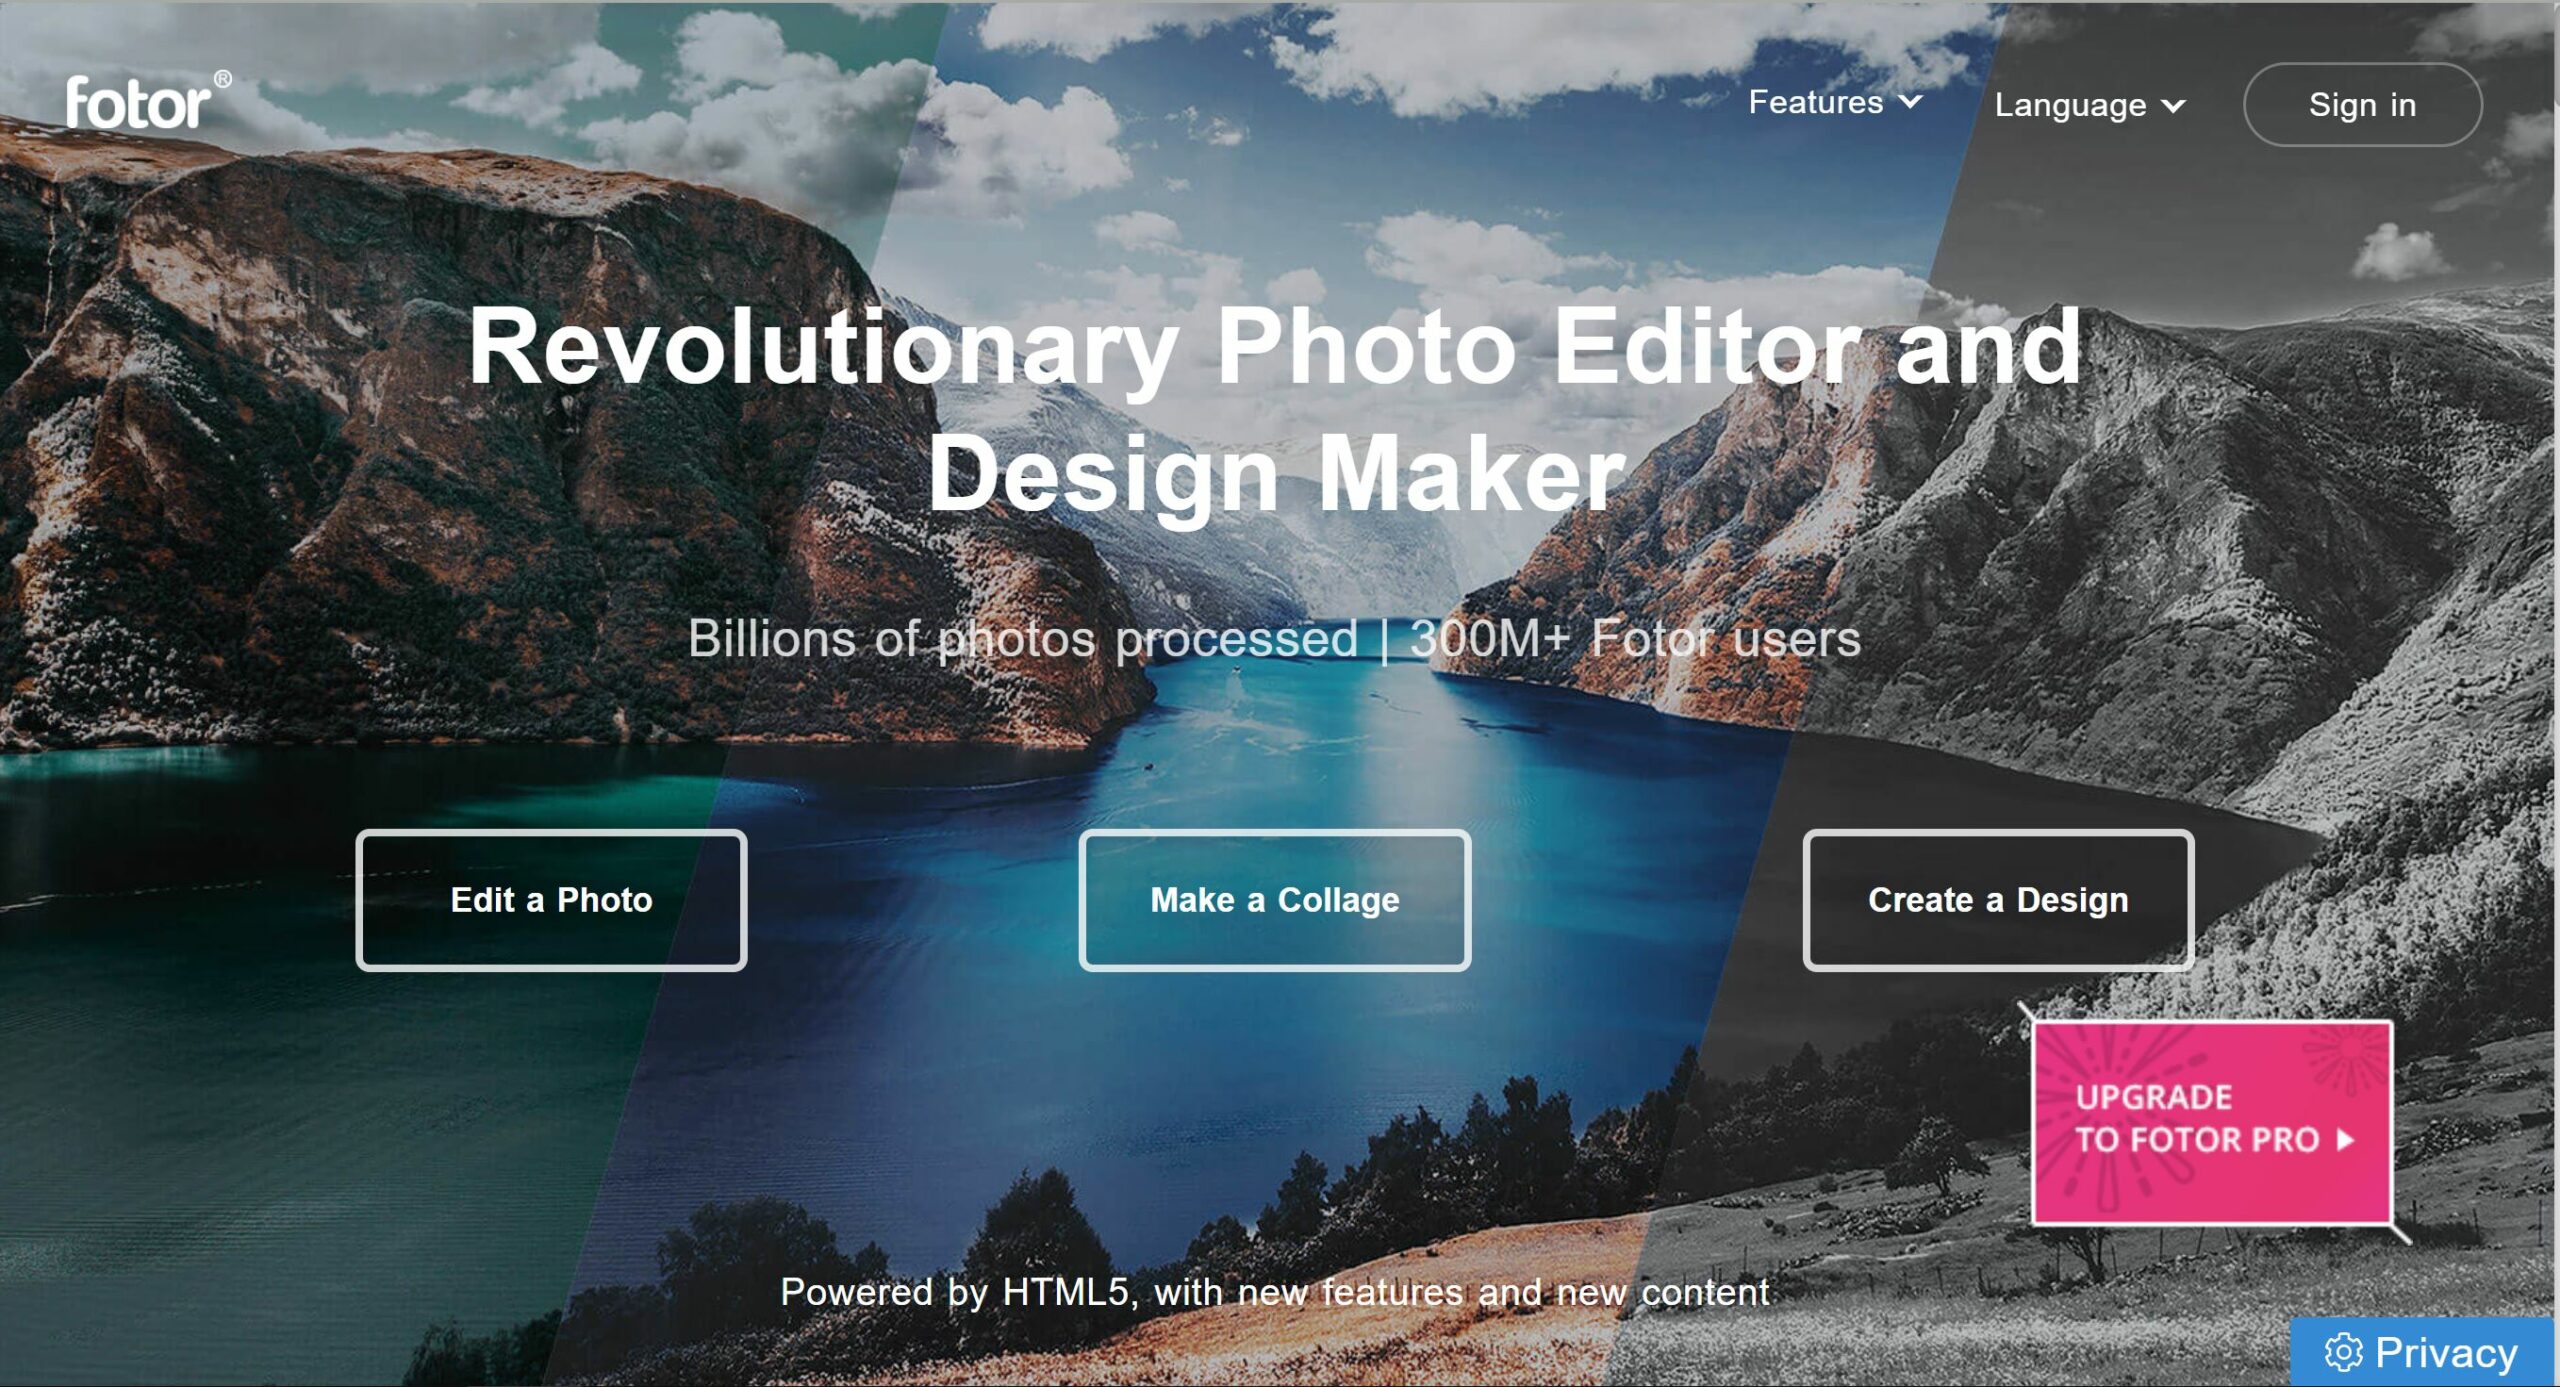 fotor®
Features
Language
Sign in
Revolutionary Photo Editor and
Design Maker
Billions of photos processed | 300M+ Fotor users
Edit a Photo
Make a Collage
Create a Design
UPGRADE
TO FOTOR PRO
Powered by HTML5, with new features and new content
Privacy